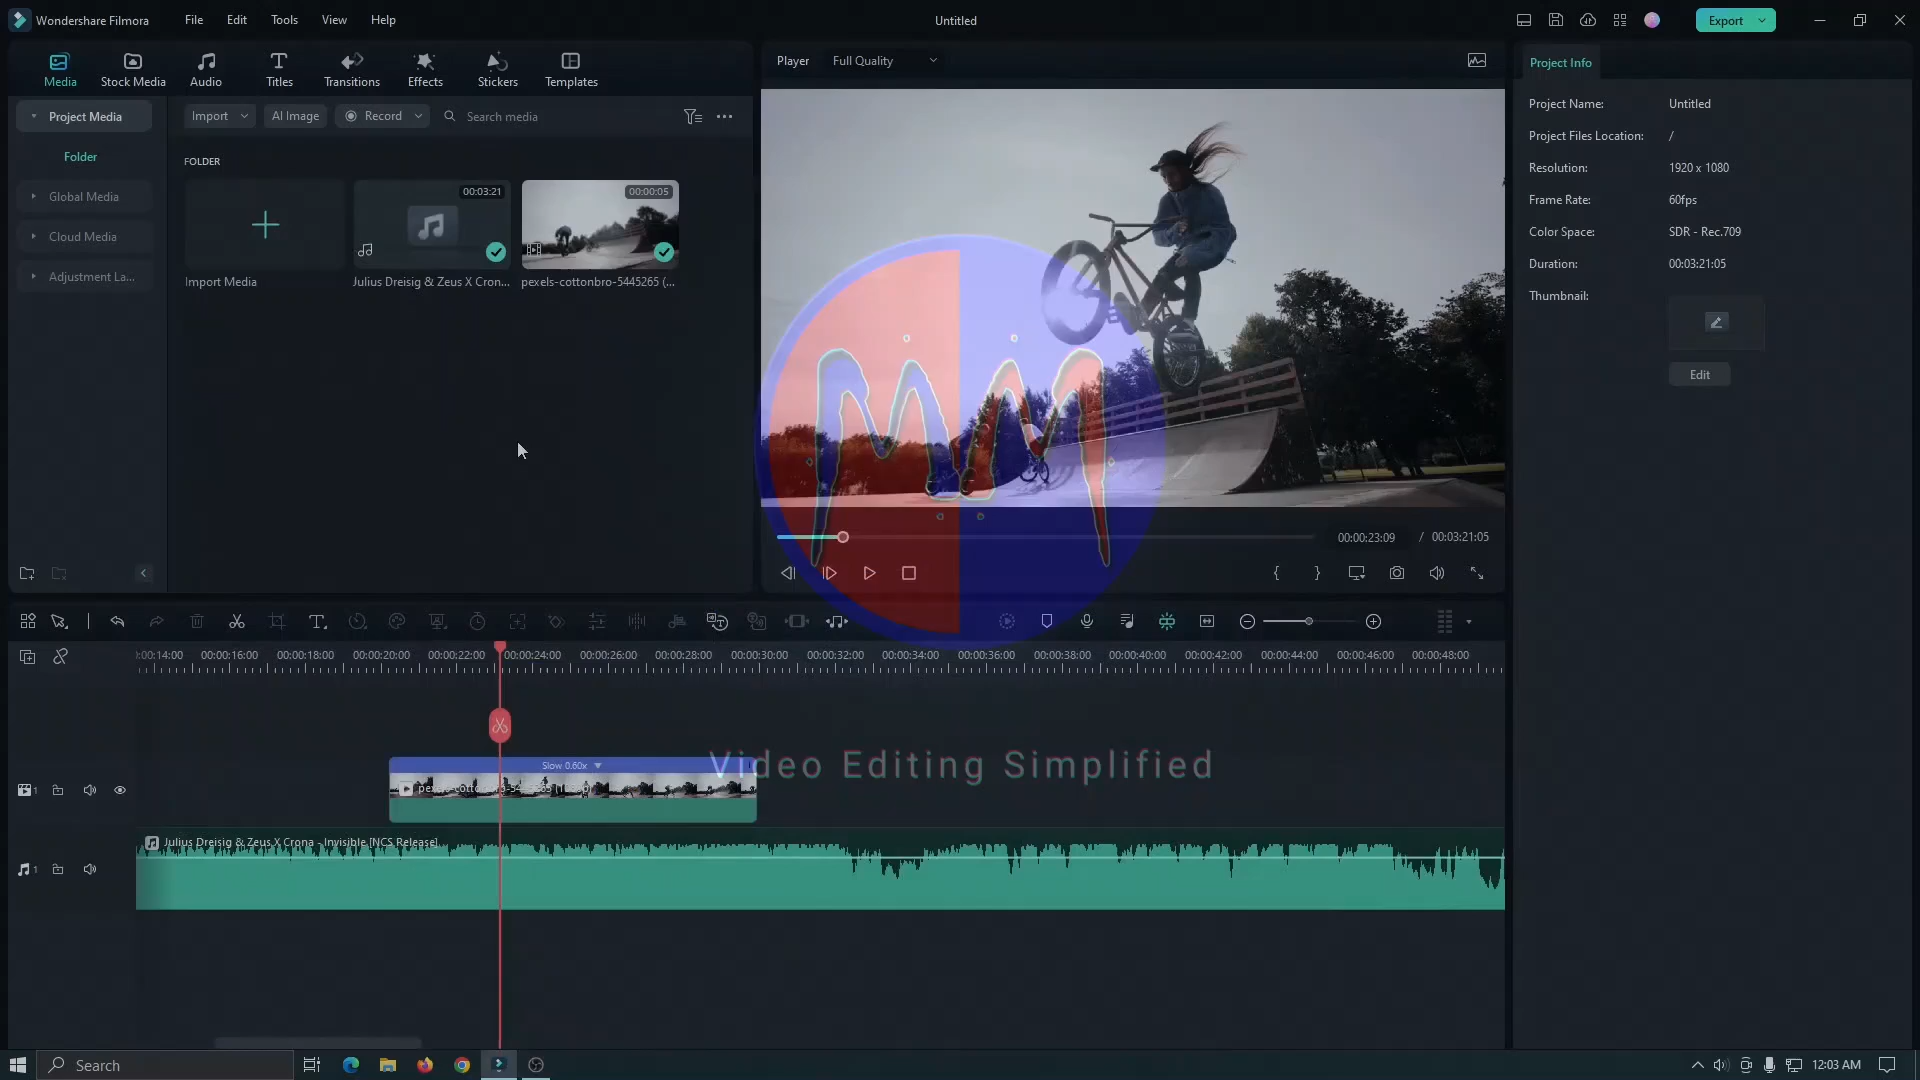 Wondershare Filmora
File Edit Tools View Help
Untitled
Export
Media
Stock Media
Audio
Titles
Transitions
Effects
Stickers
Templates
Project Media
Folder
Global Media
Cloud Media
Adjustment La...
Import
AI Image
Record
Search media
FOLDER
Import Media
00:03:21
Julius Dreisig & Zeus X Cron...
00:00:05
pexels-cottonbro-5445265 (...
Player
Full Quality
00:00:23:09 / 00:03:21:05
Project Info
Project Name: Untitled
Project Files Location: /
Resolution: 1920 x 1080
Frame Rate: 60fps
Color Space: SDR - Rec.709
Duration: 00:03:21:05
Thumbnail:
Edit
MM
:00:14:00 00:00:16:00 00:00:18:00 00:00:20:00 00:00:22:00 00:00:24:00 00:00:26:00 00:00:28:00 00:00:30:00 00:00:32:00 00:00:34:00 00:00:36:00 00:00:38:00 00:00:40:00 00:00:42:00 00:00:44:00 00:00:46:00 00:00:48:00
Slow 0.60x
Video Editing Simplified
1
Julius Dreisig & Zeus X Crona - Invisible [NCS Release]
1
Search
12:03 AM